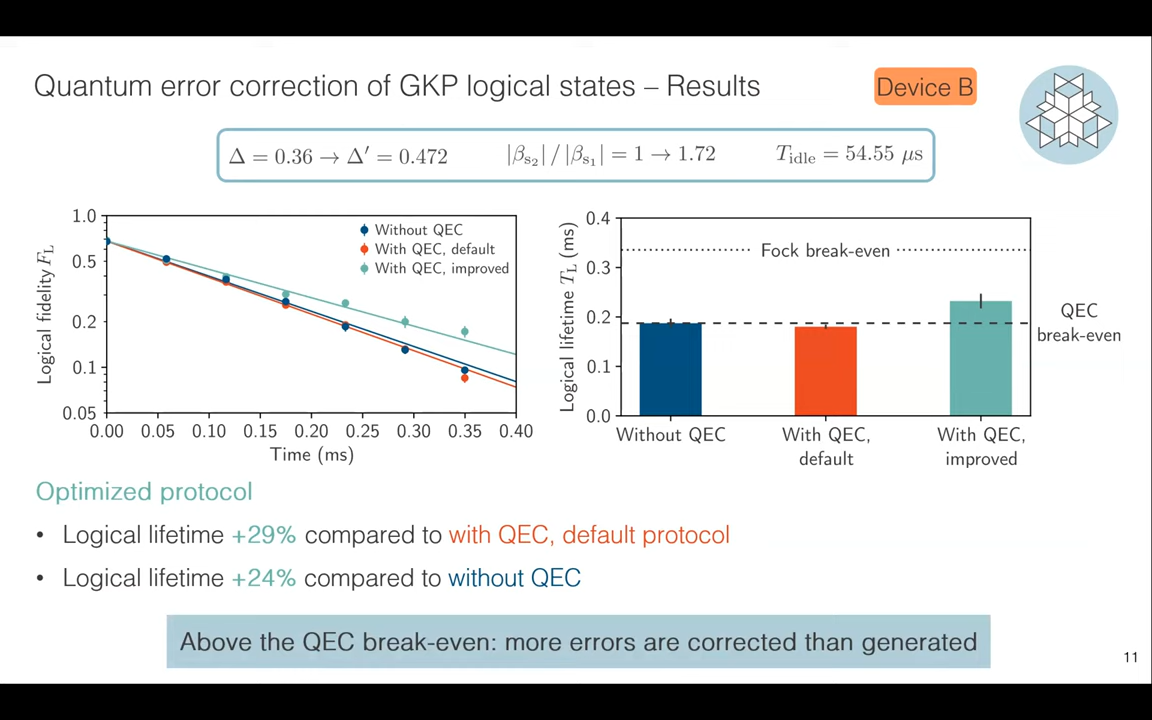 Quantum error correction of GKP logical states – Results
Device B
Δ = 0.36 → Δ′ = 0.472
|β_s₂| / |β_s₁| = 1 → 1.72
T_idle = 54.55 μs
Logical fidelity F_L
1.0
0.5
0.2
0.1
0.05
Without QEC
With QEC, default
With QEC, improved
0.00 0.05 0.10 0.15 0.20 0.25 0.30 0.35 0.40
Time (ms)
Logical lifetime T_L (ms)
0.4
0.3
0.2
0.1
0.0
Fock break-even
QEC
break-even
Without QEC
With QEC,
default
With QEC,
improved
Optimized protocol
• Logical lifetime +29% compared to with QEC, default protocol
• Logical lifetime +24% compared to without QEC
Above the QEC break-even: more errors are corrected than generated
11